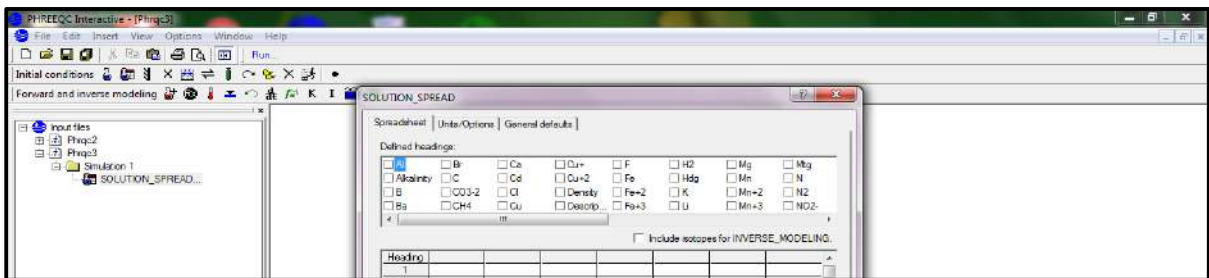 PHREEQC Interactive - [Phrqc3]
File Edit Insert View Options Window Help
Run...
Initial conditions
Forward and inverse modeling
K I
Input files
Phrqc2
Phrqc3
Simulation 1
SOLUTION_SPREAD...
SOLUTION_SPREAD
Spreadsheet Units/Options General defaults
Defined headings:
Al Br Ca Cu+ F H2 Mg Mtg
Alkalinity C Cd Cu+2 Fe Hdg Mn N
B CO3-2 Cl Density Fe+2 K Mn+2 N2
Ba CH4 Cu Descrip... Fe+3 Li Mn+3 NO2-
Include isotopes for INVERSE_MODELING.
Heading
1